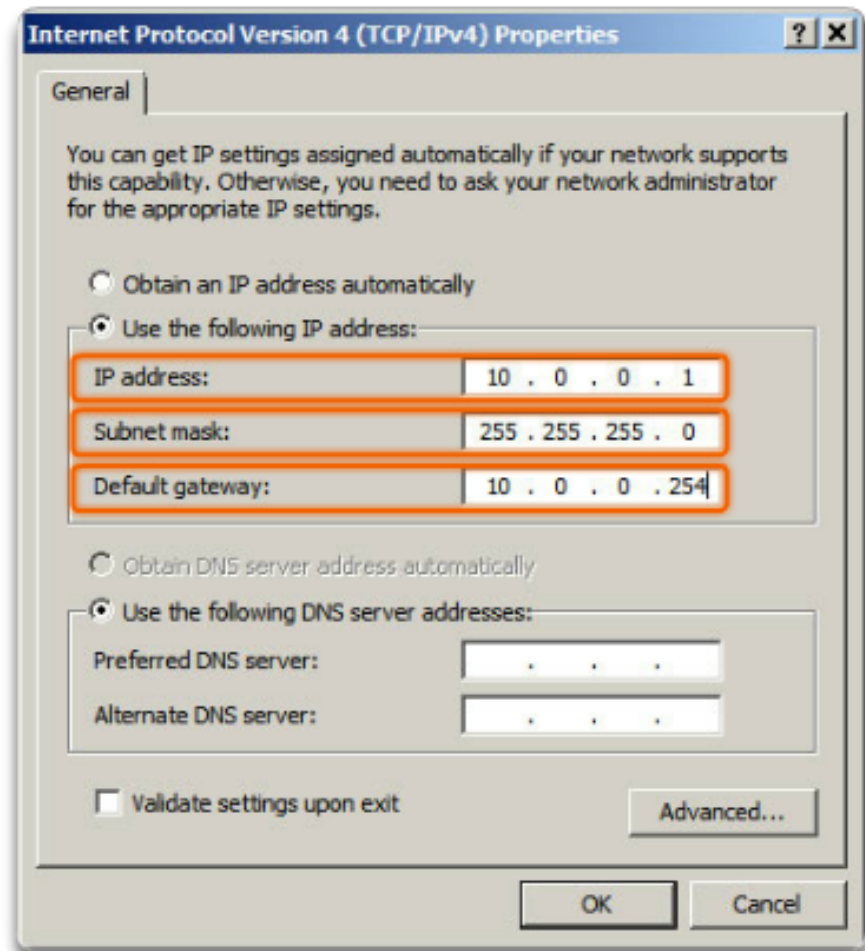 Internet Protocol Version 4 (TCP/IPv4) Properties
General
You can get IP settings assigned automatically if your network supports
this capability. Otherwise, you need to ask your network administrator
for the appropriate IP settings.
Obtain an IP address automatically
Use the following IP address:
IP address: 10 . 0 . 0 . 1
Subnet mask: 255 . 255 . 255 . 0
Default gateway: 10 . 0 . 0 . 254
Obtain DNS server address automatically
Use the following DNS server addresses:
Preferred DNS server: . . .
Alternate DNS server: . . .
Validate settings upon exit
Advanced...
OK Cancel